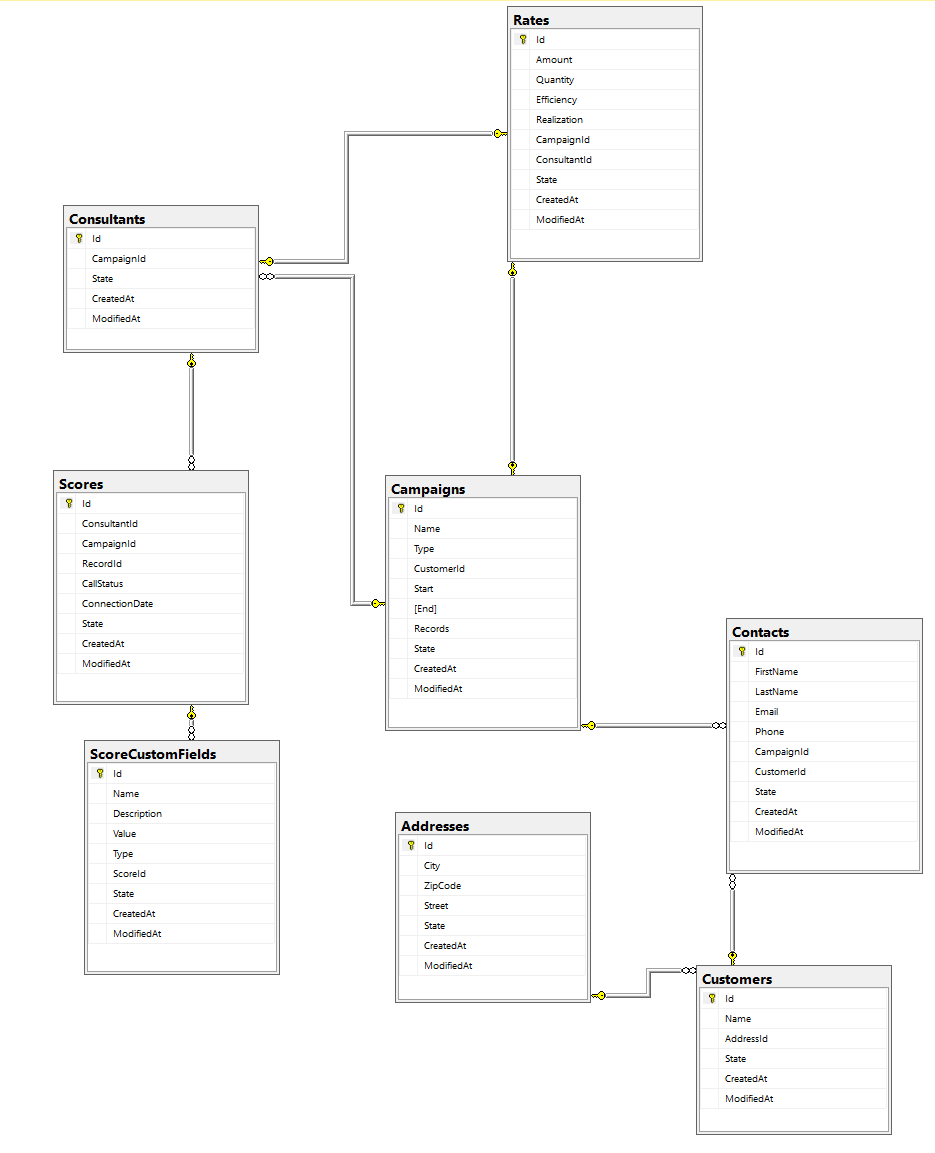 Rates
Id
Amount
Quantity
Efficiency
Realization
CampaignId
ConsultantId
State
CreatedAt
ModifiedAt
Consultants
Id
CampaignId
State
CreatedAt
ModifiedAt
Scores
Id
ConsultantId
CampaignId
RecordId
CallStatus
ConnectionDate
State
CreatedAt
ModifiedAt
Campaigns
Id
Name
Type
CustomerId
Start
[End]
Records
State
CreatedAt
ModifiedAt
Contacts
Id
FirstName
LastName
Email
Phone
CampaignId
CustomerId
State
CreatedAt
ModifiedAt
ScoreCustomFields
Id
Name
Description
Value
Type
ScoreId
State
CreatedAt
ModifiedAt
Addresses
Id
City
ZipCode
Street
State
CreatedAt
ModifiedAt
Customers
Id
Name
AddressId
State
CreatedAt
ModifiedAt